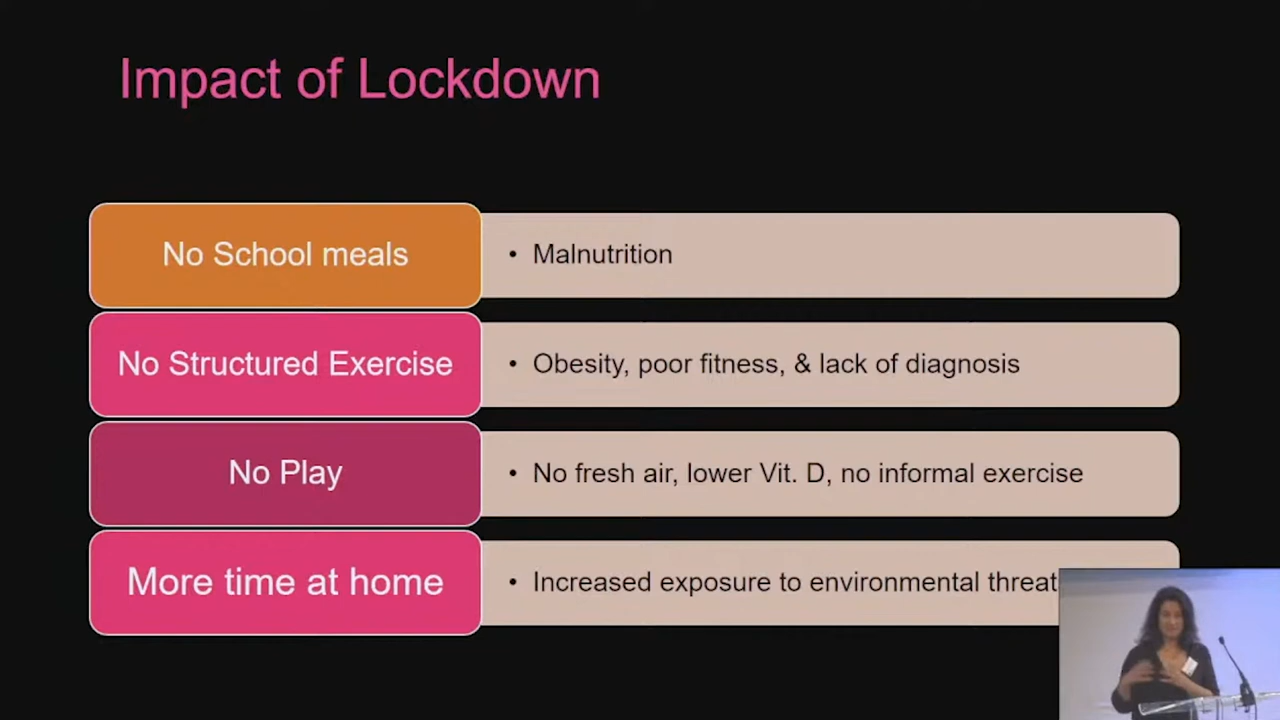 Impact of Lockdown
No School meals
• Malnutrition
No Structured Exercise
• Obesity, poor fitness, & lack of diagnosis
No Play
• No fresh air, lower Vit. D, no informal exercise
More time at home
• Increased exposure to environmental threat